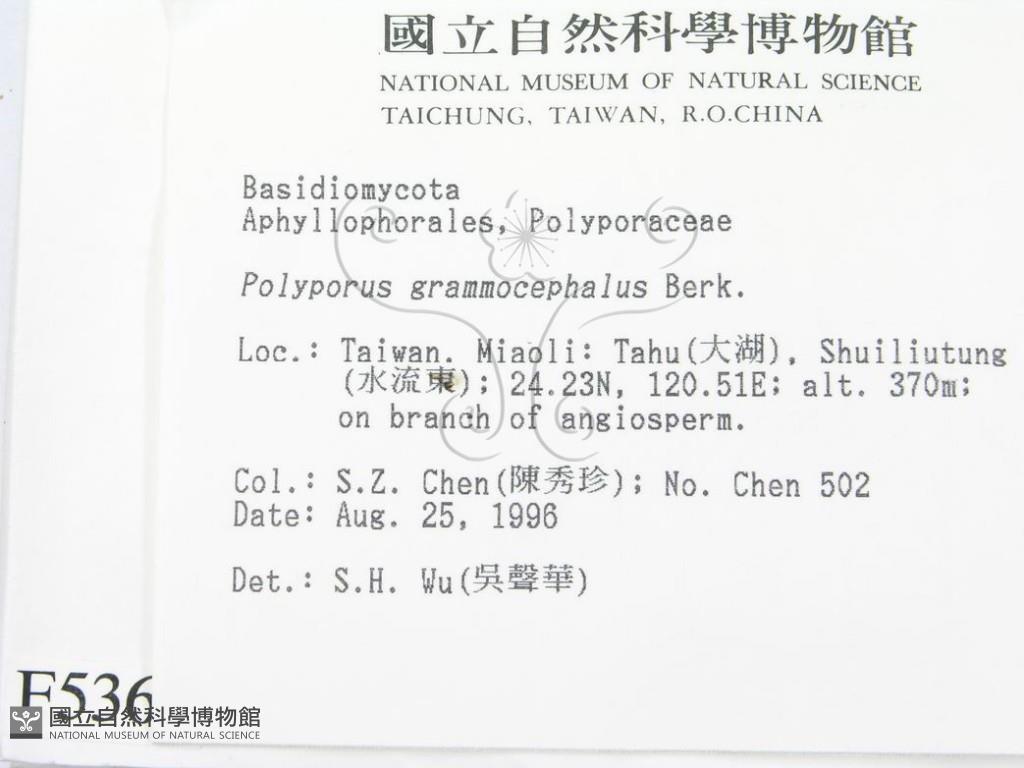 國立自然科學博物館
NATIONAL MUSEUM OF NATURAL SCIENCE
TAICHUNG, TAIWAN, R.O.CHINA
Basidiomycota
Aphyllophorales, Polyporaceae
Polyporus grammocephalus Berk.
Loc.: Taiwan. Miaoli: Tahu(大湖), Shuiliutung
(水流東); 24.23N, 120.51E; alt. 370m;
on branch of angiosperm.
Col.: S.Z. Chen(陳秀珍); No. Chen 502
Date: Aug. 25, 1996
Det.: S.H. Wu(吳聲華)
F536
國立自然科學博物館
NATIONAL MUSEUM OF NATURAL SCIENCE